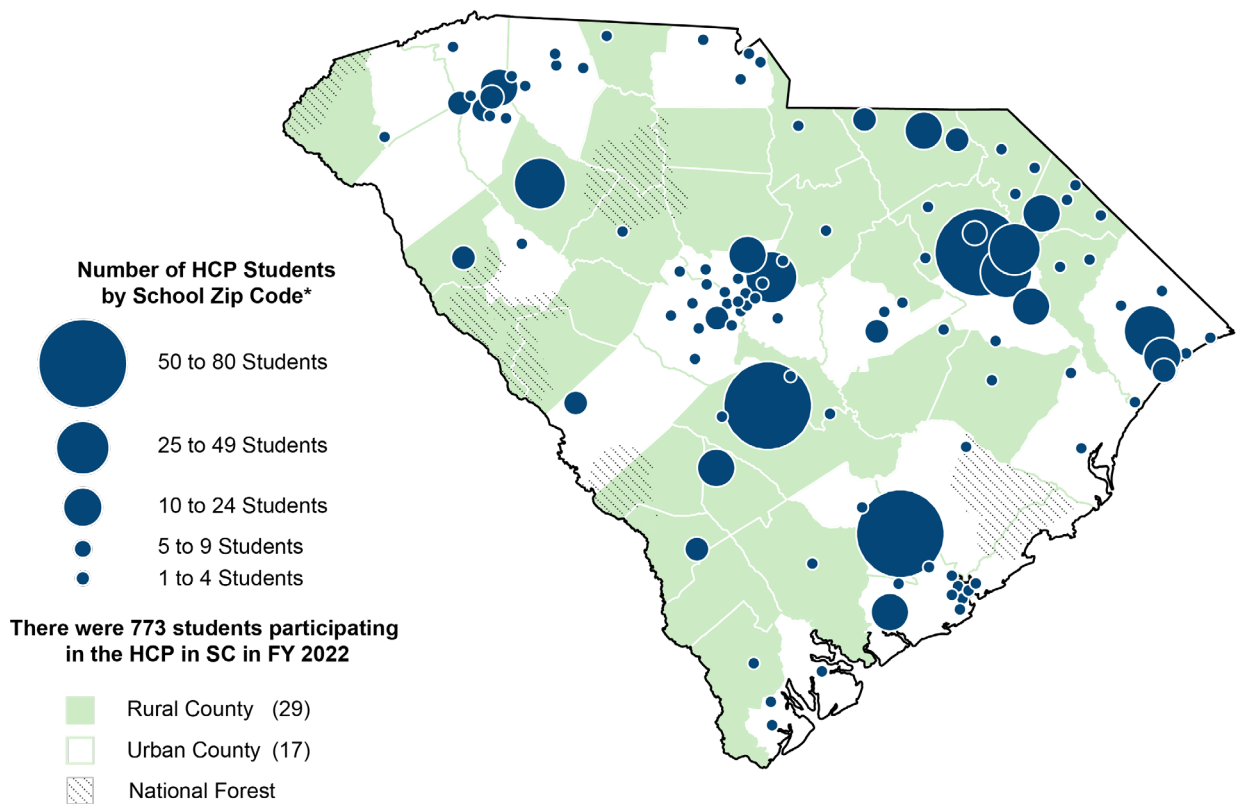 Number of HCP Students
by School Zip Code*
50 to 80 Students
25 to 49 Students
10 to 24 Students
5 to 9 Students
1 to 4 Students
There were 773 students participating
in the HCP in SC in FY 2022
Rural County (29)
Urban County (17)
National Forest